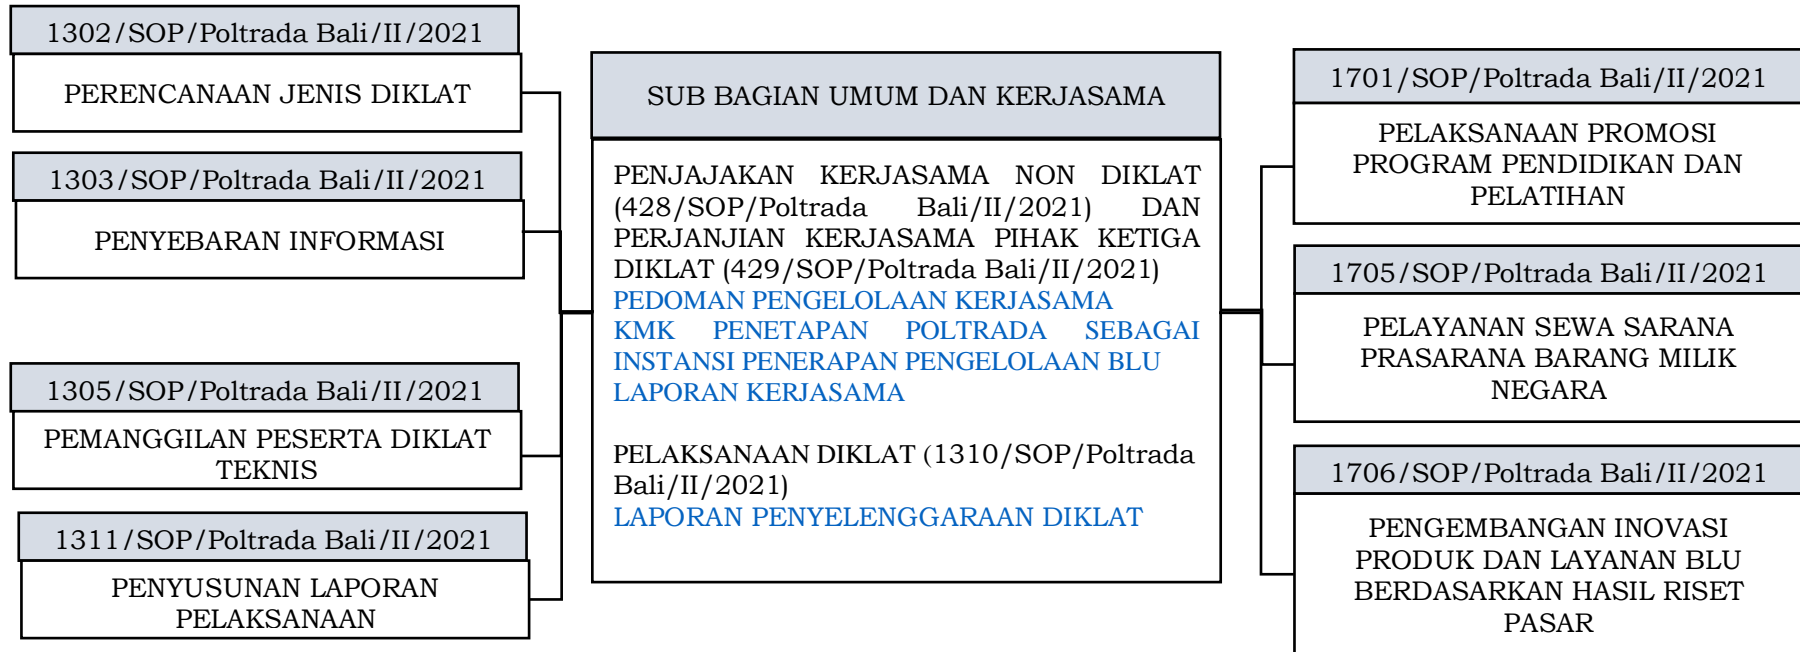 1302/SOP/Poltrada Bali/II/2021
PERENCANAAN JENIS DIKLAT
1303/SOP/Poltrada Bali/II/2021
PENYEBARAN INFORMASI
1305/SOP/Poltrada Bali/II/2021
PEMANGGILAN PESERTA DIKLAT
TEKNIS
1311/SOP/Poltrada Bali/II/2021
PENYUSUNAN LAPORAN
PELAKSANAAN
SUB BAGIAN UMUM DAN KERJASAMA
PENJAJAKAN KERJASAMA NON DIKLAT
(428/SOP/Poltrada Bali/II/2021) DAN
PERJANJIAN KERJASAMA PIHAK KETIGA
DIKLAT (429/SOP/Poltrada Bali/II/2021)
PEDOMAN PENGELOLAAN KERJASAMA
KMK PENETAPAN POLTRADA SEBAGAI
INSTANSI PENERAPAN PENGELOLAAN BLU
LAPORAN KERJASAMA
PELAKSANAAN DIKLAT (1310/SOP/Poltrada
Bali/II/2021)
LAPORAN PENYELENGGARAAN DIKLAT
1701/SOP/Poltrada Bali/II/2021
PELAKSANAAN PROMOSI
PROGRAM PENDIDIKAN DAN
PELATIHAN
1705/SOP/Poltrada Bali/II/2021
PELAYANAN SEWA SARANA
PRASARANA BARANG MILIK
NEGARA
1706/SOP/Poltrada Bali/II/2021
PENGEMBANGAN INOVASI
PRODUK DAN LAYANAN BLU
BERDASARKAN HASIL RISET
PASAR